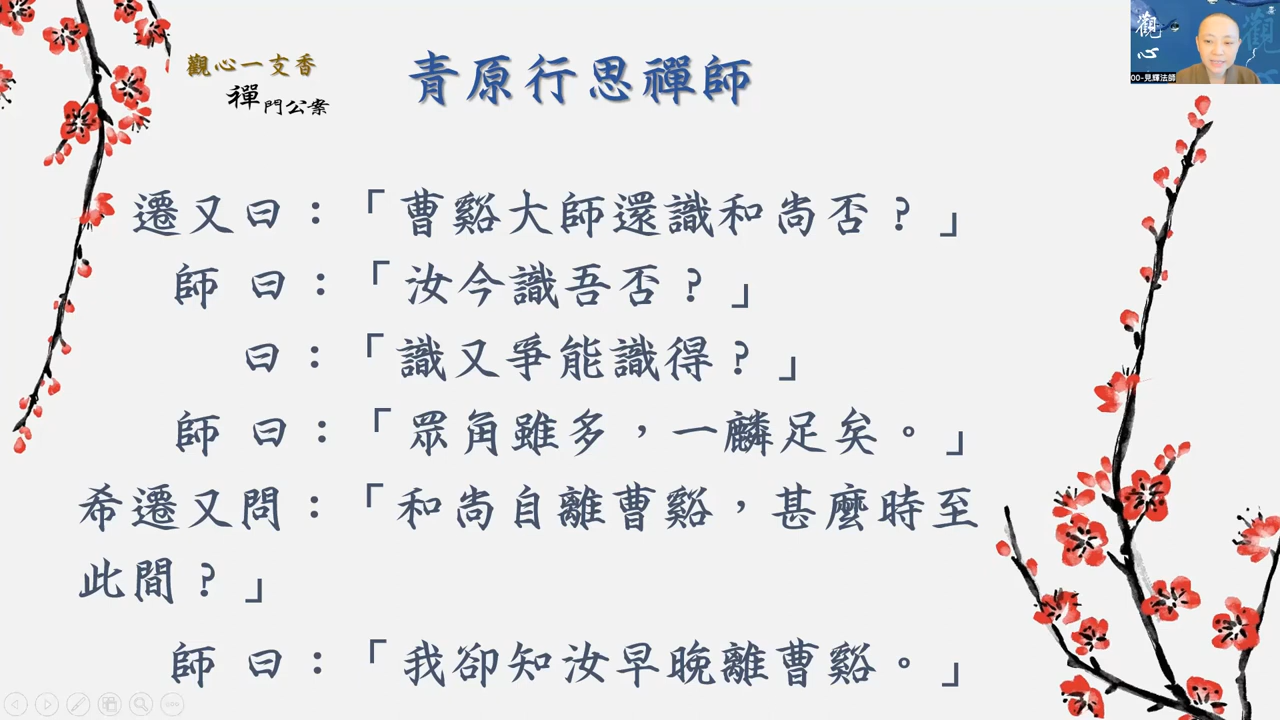 觀心一支香
禪門公案
青原行思禪師
觀心
00-見輝法師
遷又曰：「曹谿大師還識和尚否？」
師曰：「汝今識吾否？」
曰：「識又爭能識得？」
師曰：「眾角雖多，一麟足矣。」
希遷又問：「和尚自離曹谿，甚麼時至
此間？」
師曰：「我卻知汝早晚離曹谿。」